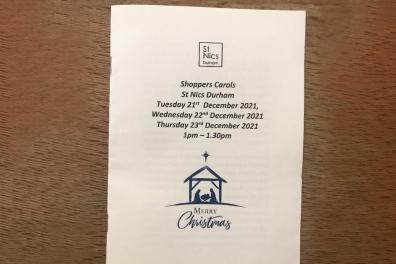 St
Nics
Durham
Shoppers Carols
St Nics Durham
Tuesday 21st December 2021,
Wednesday 22nd December 2021
Thursday 23rd December 2021
1pm – 1.30pm
MERRY
Christmas